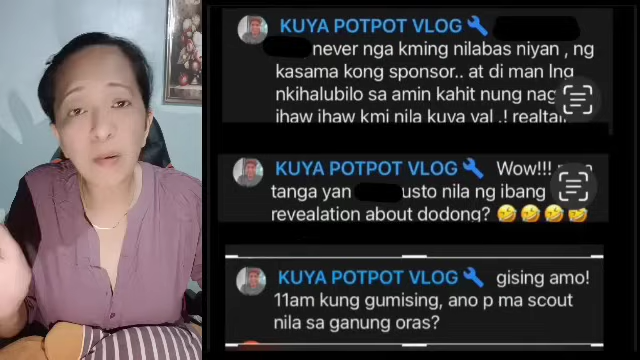 KUYA POTPOT VLOG
never nga kming nilabas niyan , ng
kasama kong sponsor.. at di man lng
nkihalubilo sa amin kahit nung nag
ihaw ihaw kmi nila kuya val .! realtalk
KUYA POTPOT VLOG Wow!!!
tanga yan usto nila ng ibang
revealation about dodong? 🤣🤣🤣🤣
KUYA POTPOT VLOG gising amo!
11am kung gumising, ano p ma scout
nila sa ganung oras?